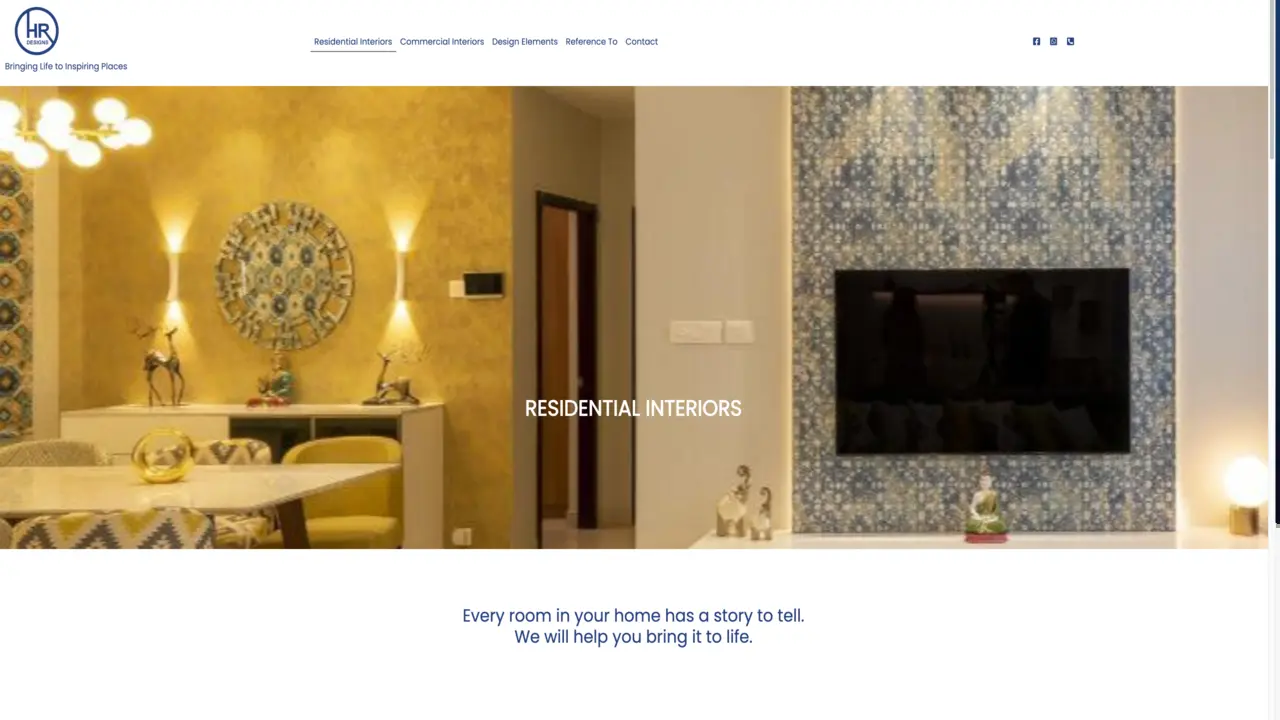 HR
DESIGNS
Bringing Life to Inspiring Places
Residential Interiors
Commercial Interiors
Design Elements
Reference To
Contact
RESIDENTIAL INTERIORS
Every room in your home has a story to tell.
We will help you bring it to life.